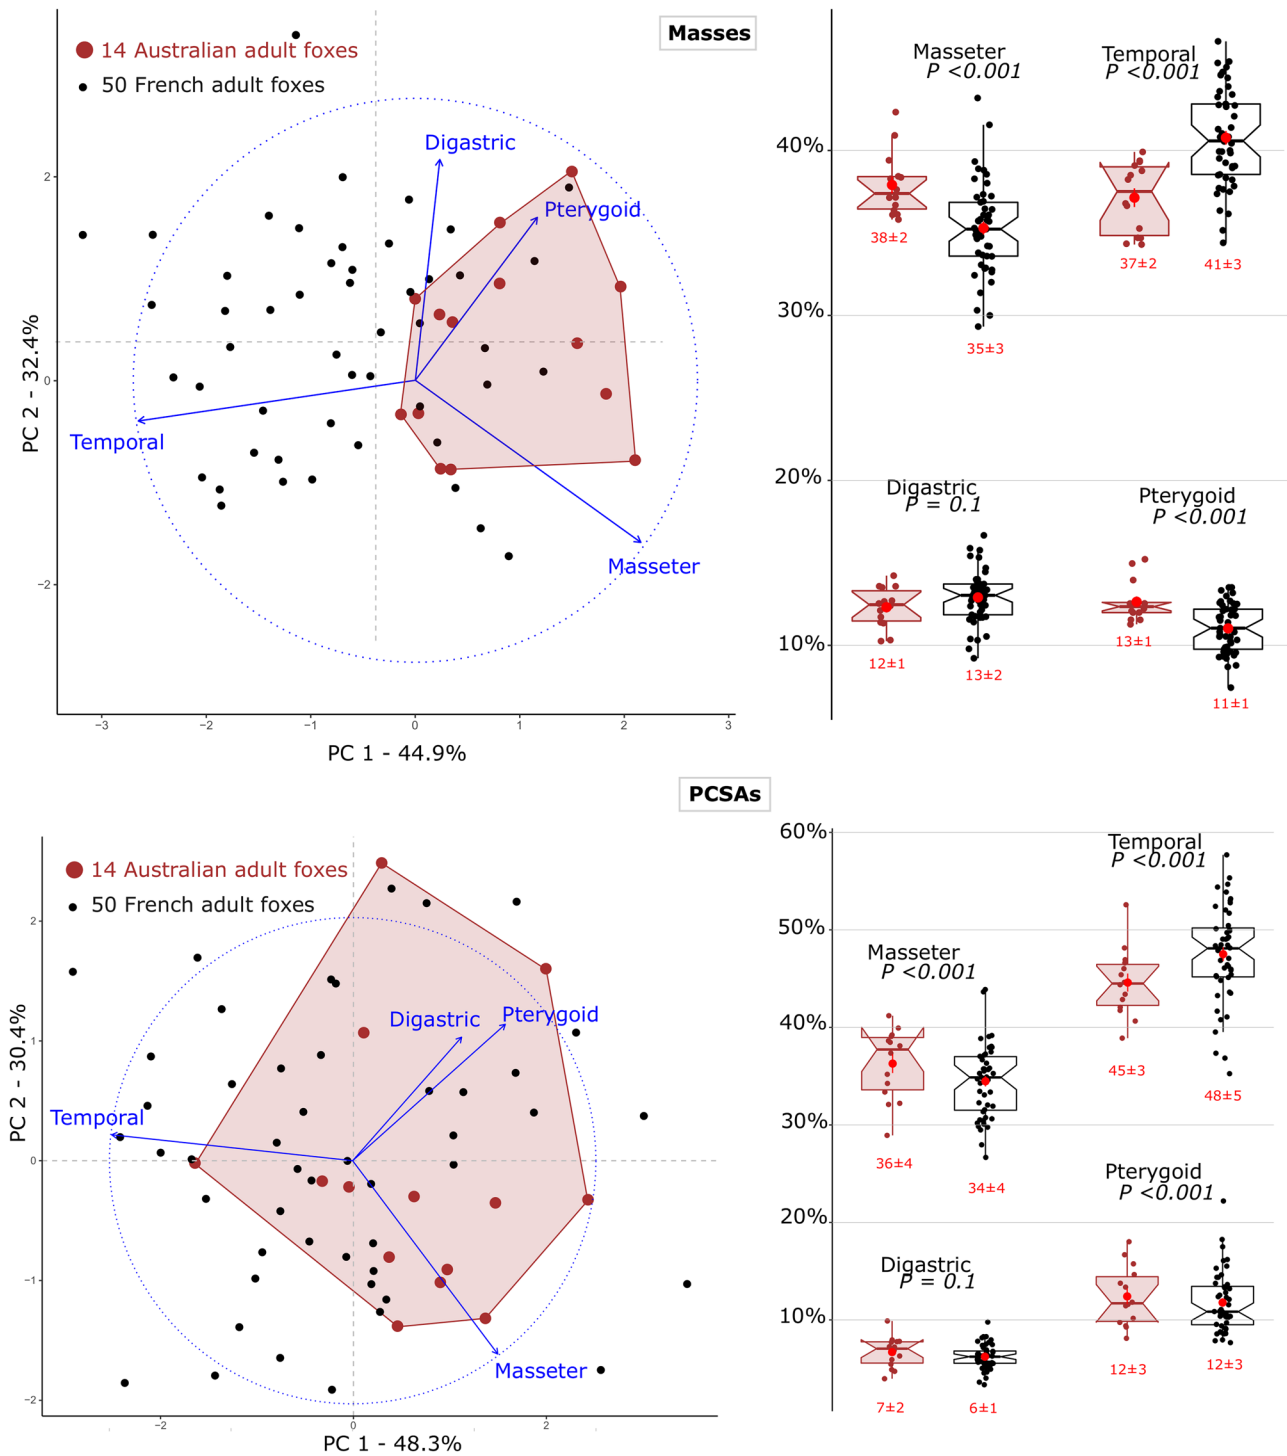 Masses
14 Australian adult foxes
50 French adult foxes
Digastric
Pterygoid
Temporal
Masseter
PC 2 - 32.4%
2
0
−2
−3
−2
−1
0
1
2
3
PC 1 - 44.9%
Masseter
P <0.001
Temporal
P <0.001
40%
38±2
37±2
41±3
30%
35±3
20%
Digastric
P = 0.1
Pterygoid
P <0.001
10%
12±1
13±2
13±1
11±1
PCSAs
14 Australian adult foxes
50 French adult foxes
Digastric
Pterygoid
Temporal
Masseter
PC 2 - 30.4%
2
1
0
−1
−2
−2
0
2
PC 1 - 48.3%
60%
Temporal
P <0.001
50%
Masseter
P <0.001
40%
45±3
48±5
30%
36±4
34±4
Pterygoid
P <0.001
20%
Digastric
P = 0.1
10%
12±3
12±3
7±2
6±1